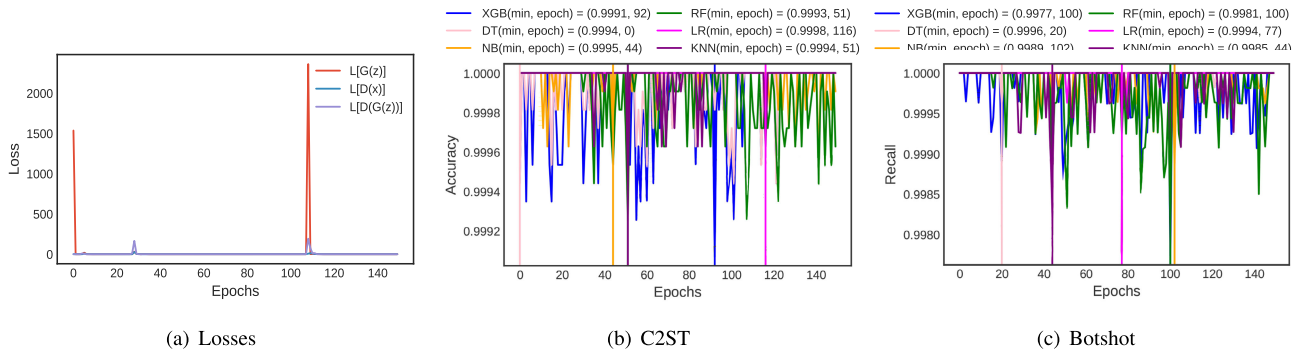 XGB(min, epoch) = (0.9991, 92) RF(min, epoch) = (0.9993, 51)
DT(min, epoch) = (0.9994, 0) LR(min, epoch) = (0.9998, 116)
NB(min, epoch) = (0.9995, 44) KNN(min, epoch) = (0.9994, 51)
XGB(min, epoch) = (0.9977, 100) RF(min, epoch) = (0.9981, 100)
DT(min, epoch) = (0.9996, 20) LR(min, epoch) = (0.9994, 77)
NB(min, epoch) = (0.9989, 102) KNN(min, epoch) = (0.9985, 44)
L[G(z)]
L[D(x)]
L[D(G(z))]
Loss
2000
1500
1000
500
0
0 20 40 60 80 100 120 140
Epochs
Accuracy
1.0000
0.9998
0.9996
0.9994
0.9992
0 20 40 60 80 100 120 140
Epochs
Recall
1.0000
0.9995
0.9990
0.9985
0.9980
0 20 40 60 80 100 120 140
Epochs
(a) Losses
(b) C2ST
(c) Botshot